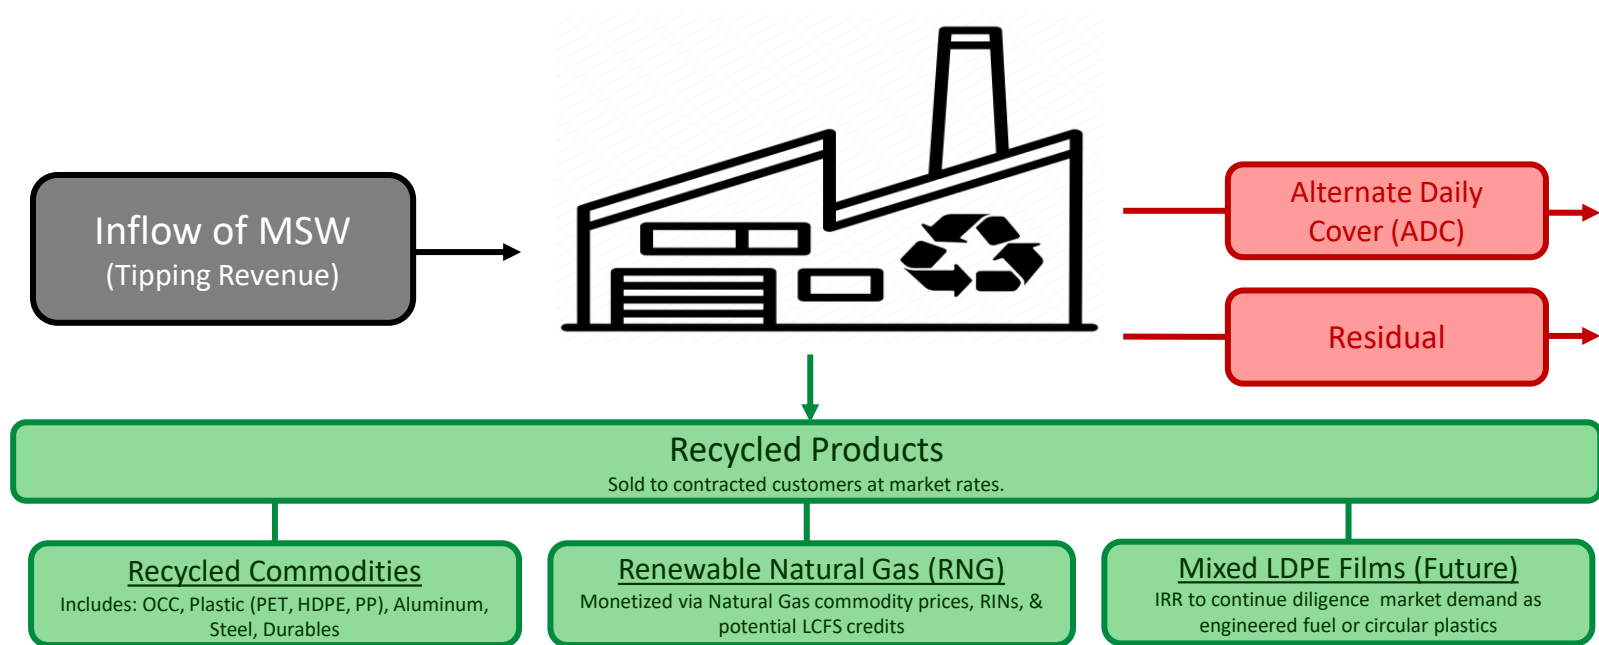 Inflow of MSW
(Tipping Revenue)
Alternate Daily
Cover (ADC)
Residual
Recycled Products
Sold to contracted customers at market rates.
Recycled Commodities
Includes: OCC, Plastic (PET, HDPE, PP), Aluminum,
Steel, Durables
Renewable Natural Gas (RNG)
Monetized via Natural Gas commodity prices, RINs, &
potential LCFS credits
Mixed LDPE Films (Future)
IRR to continue diligence  market demand as
engineered fuel or circular plastics